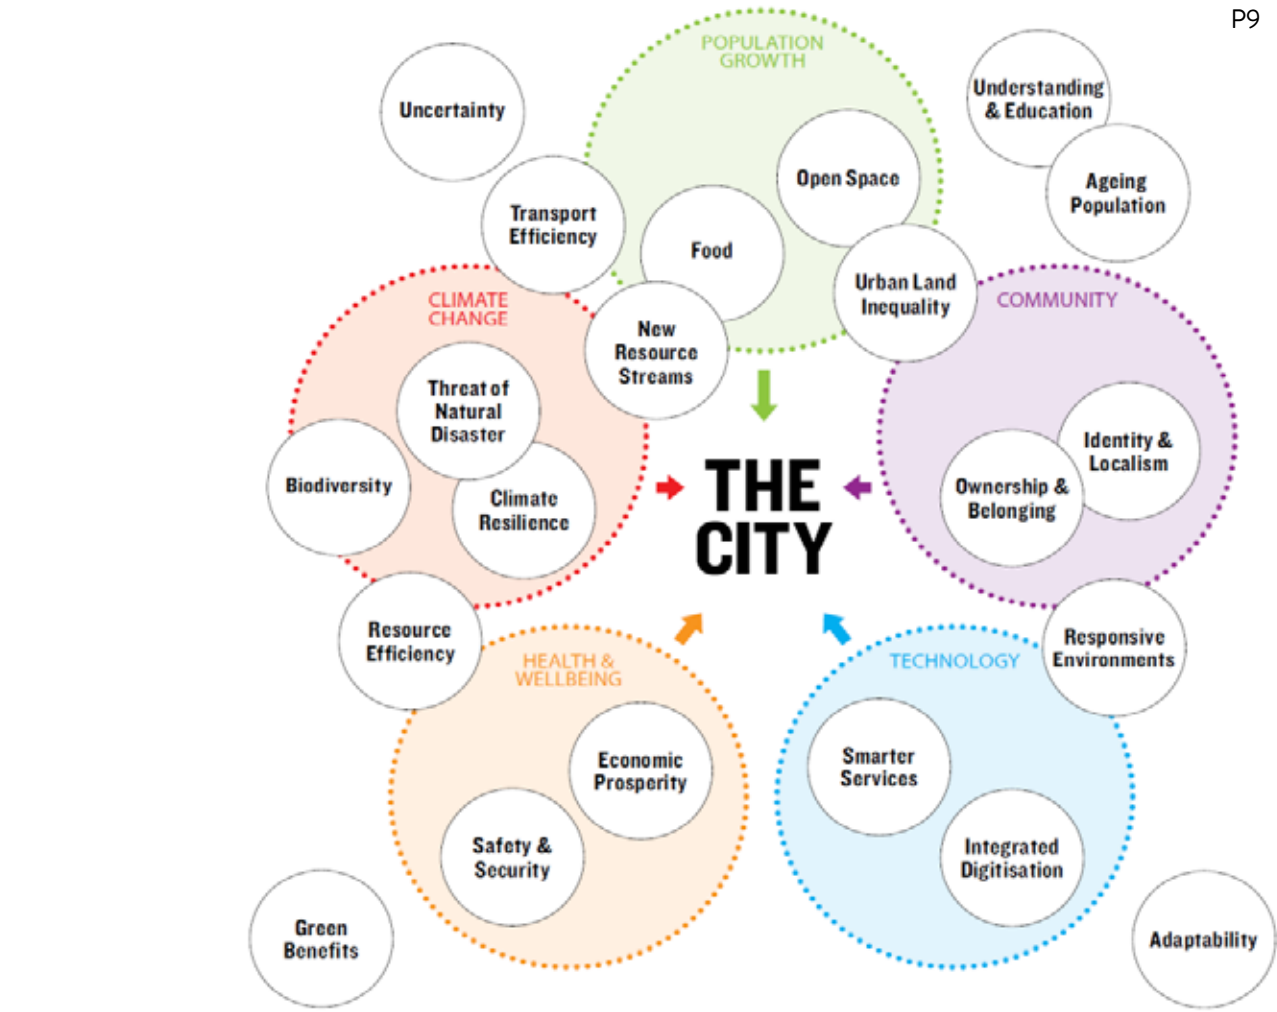 P9
POPULATION
GROWTH
Uncertainty
Understanding
& Education
Open Space
Ageing
Population
Transport
Efficiency
Food
Urban Land
Inequality
CLIMATE
CHANGE
COMMUNITY
New
Resource
Streams
Threat of
Natural
Disaster
Identity &
Localism
Biodiversity
Climate
Resilience
THE
CITY
Ownership &
Belonging
Resource
Efficiency
Responsive
Environments
HEALTH &
WELLBEING
TECHNOLOGY
Economic
Prosperity
Smarter
Services
Safety &
Security
Integrated
Digitisation
Green
Benefits
Adaptability